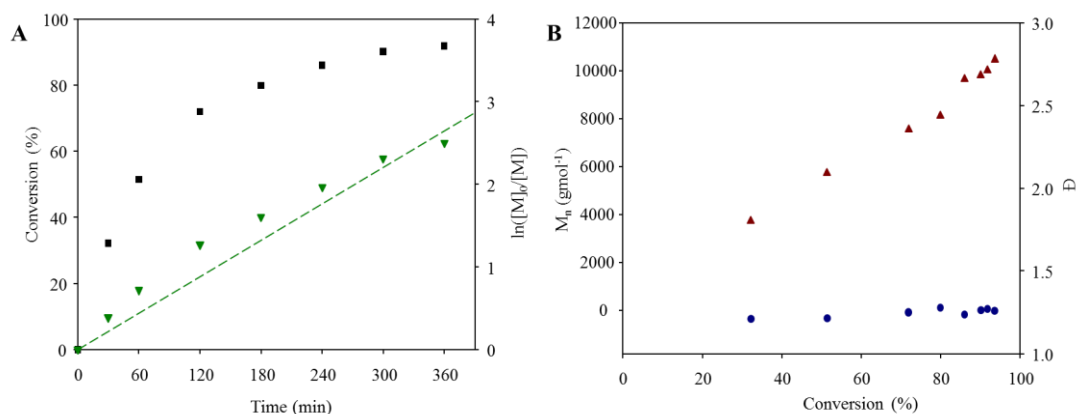 A
100
80
60
40
20
0
Conversion (%)
0 60 120 180 240 300 360
Time (min)
4
3
2
1
0
ln([M]₀/[M])
B
12000
10000
8000
6000
4000
2000
0
Mₙ (gmol⁻¹)
0 20 40 60 80 100
Conversion (%)
3.0
2.5
2.0
1.5
1.0
Đ